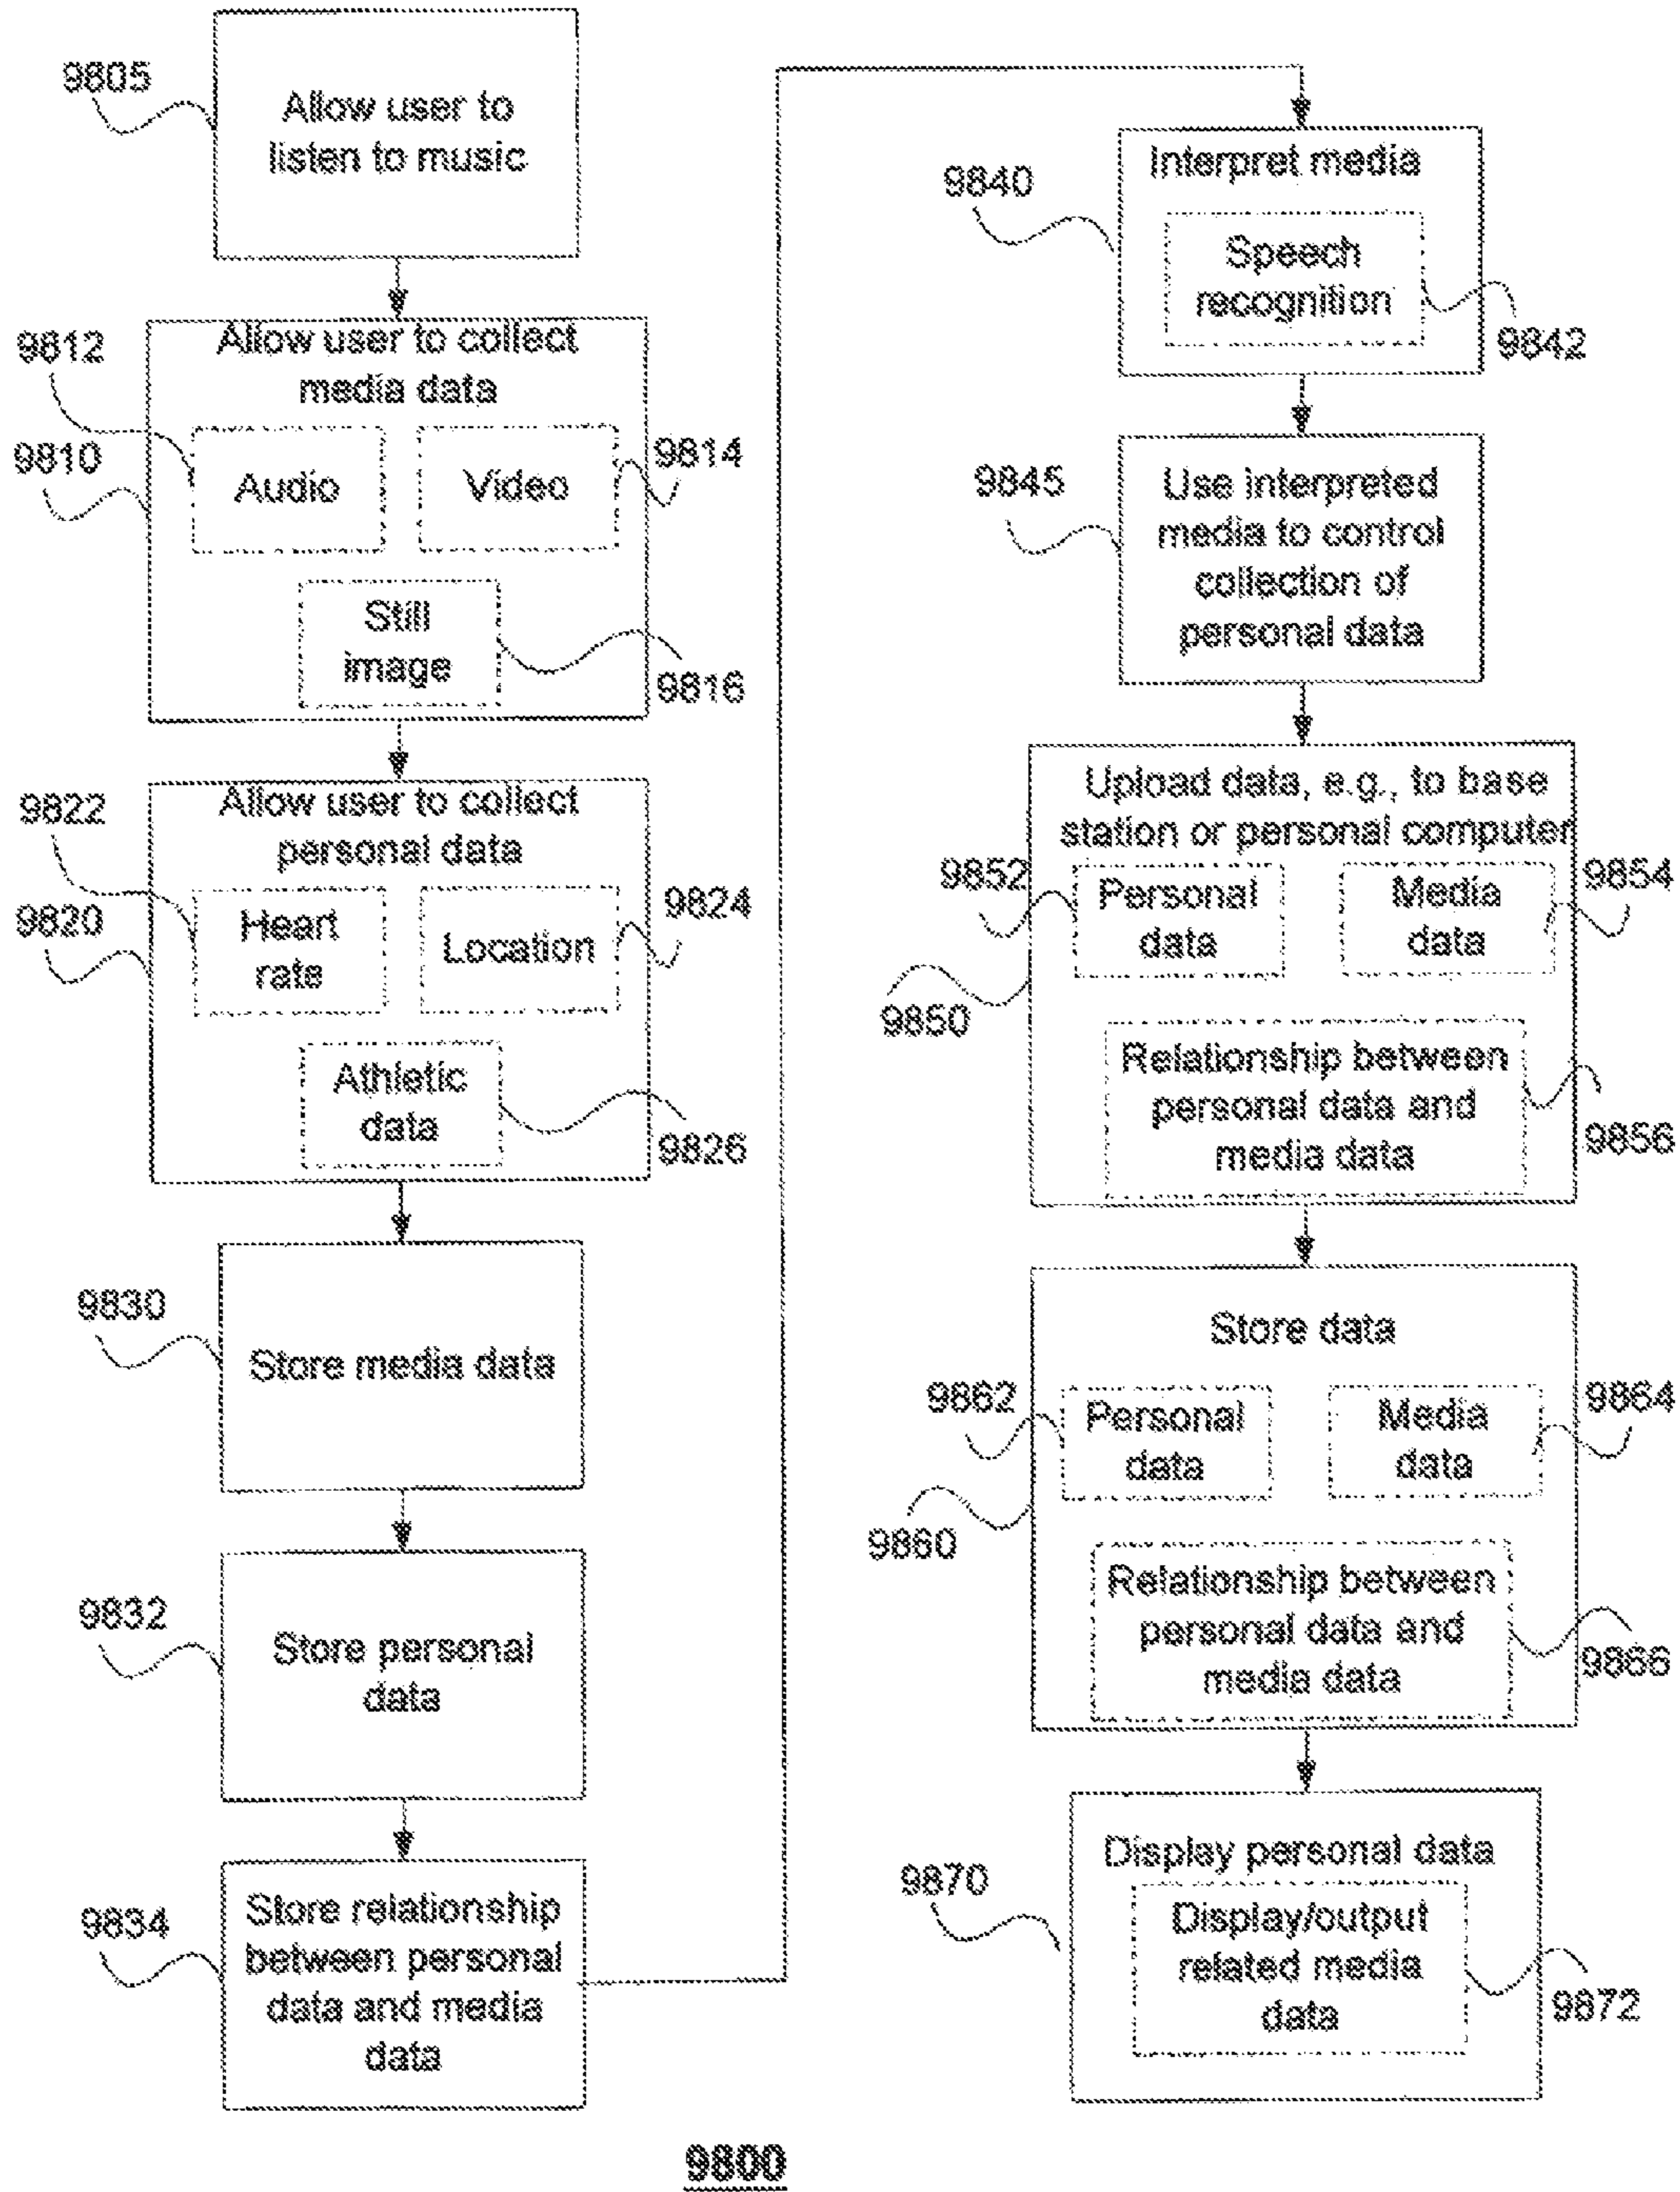 9805
Allow user to
listen to music
9812
9810
Allow user to collect
media data
Audio
Video
9814
Still
image
9816
9822
9820
Allow user to collect
personal data
Heart
rate
Location
9824
Athletic
data
9826
9830
Store media data
9832
Store personal
data
9834
Store relationship
between personal
data and media
data
9840
Interpret media
Speech
recognition
9842
9845
Use interpreted
media to control
collection of
personal data
Upload data, e.g., to base
station or personal computer
9852
Personal
data
Media
data
9854
9850
Relationship between
personal data and
media data
9856
Store data
9862
Personal
data
Media
data
9864
9860
Relationship between
personal data and
media data
9866
9870
Display personal data
Display/output
related media
data
9872
9800